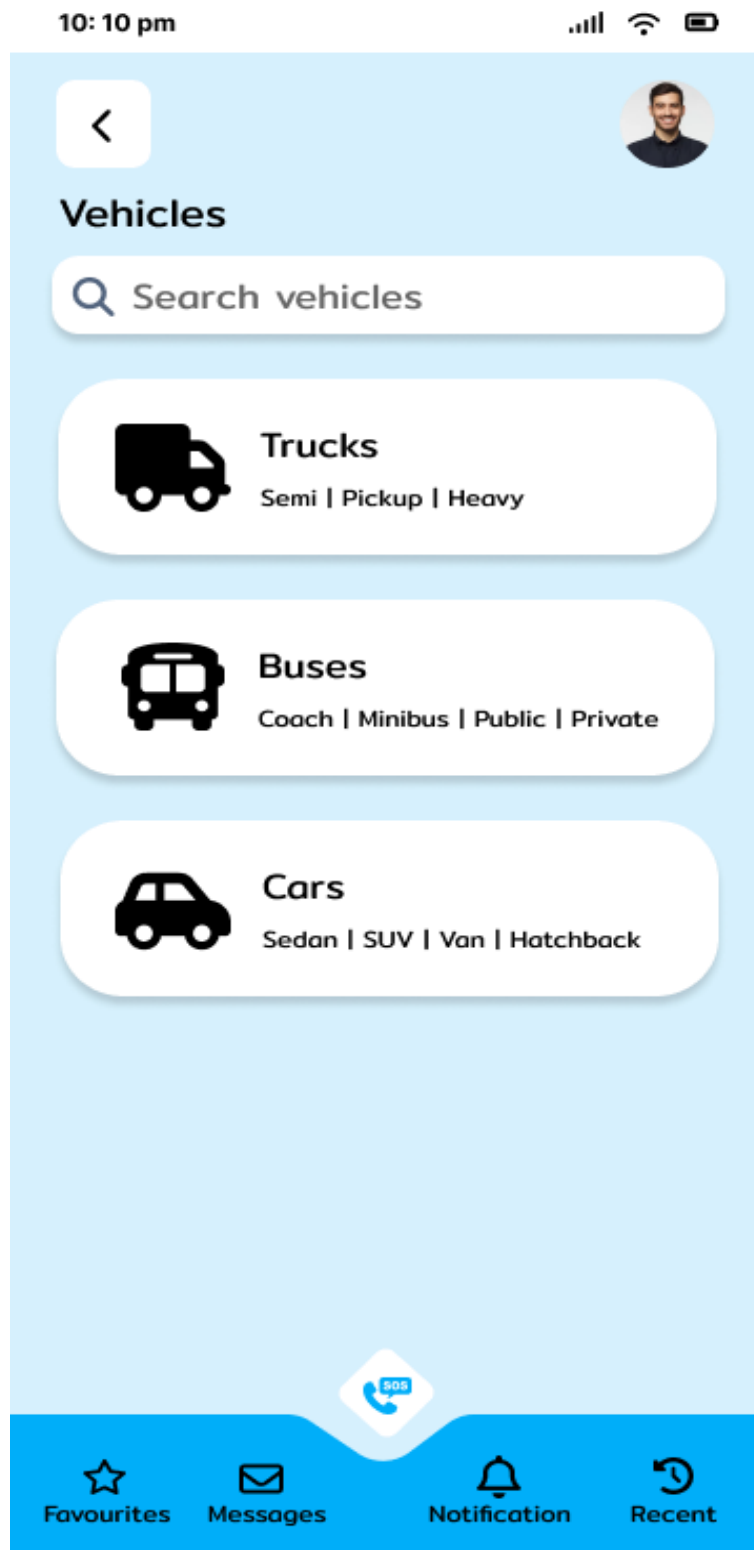 10: 10 pm
Vehicles
Search vehicles
Trucks
Semi | Pickup | Heavy
Buses
Coach | Minibus | Public | Private
Cars
Sedan | SUV | Van | Hatchback
SOS
Favourites Messages Notification Recent